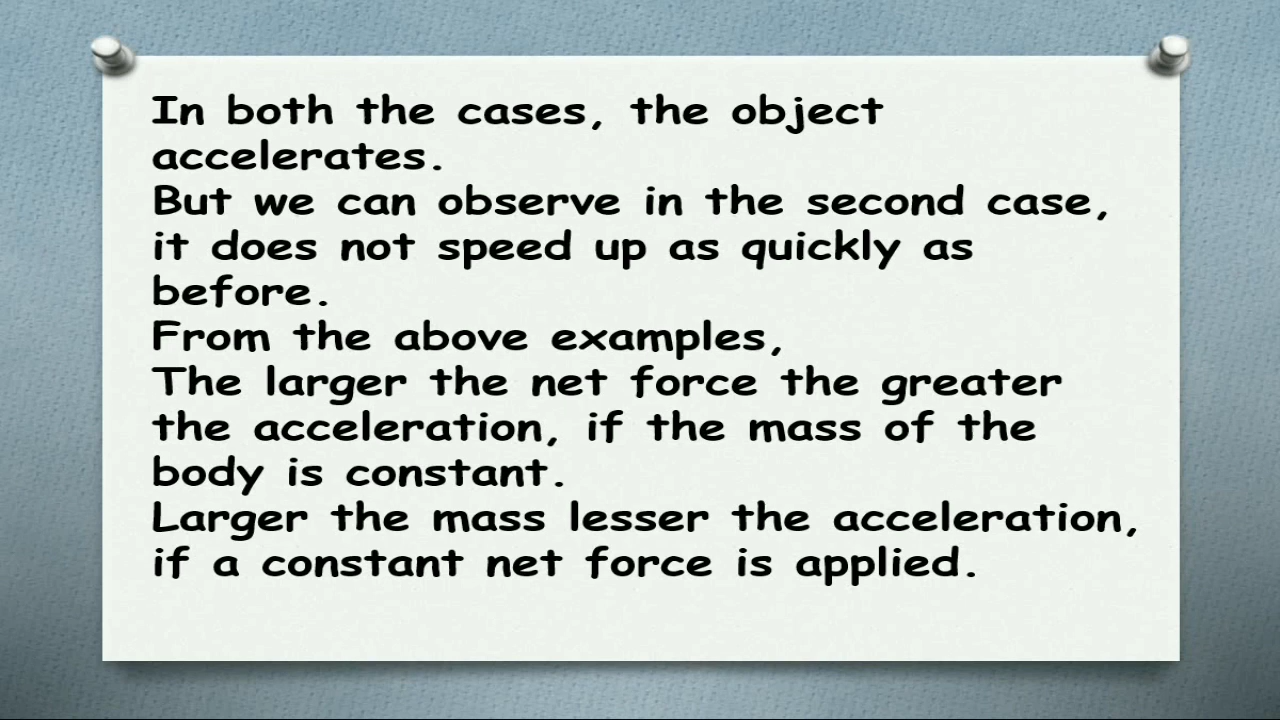 In both the cases, the object
accelerates.
But we can observe in the second case,
it does not speed up as quickly as
before.
From the above examples,
The larger the net force the greater
the acceleration, if the mass of the
body is constant.
Larger the mass lesser the acceleration,
if a constant net force is applied.